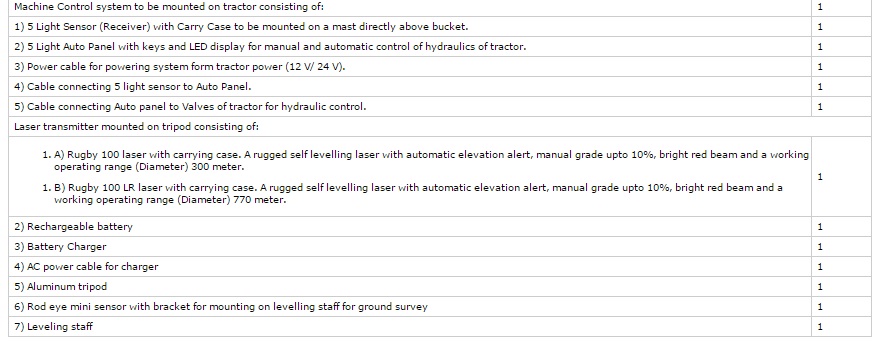 Machine Control system to be mounted on tractor consisting of: 1
1) 5 Light Sensor (Receiver) with Carry Case to be mounted on a mast directly above bucket. 1
2) 5 Light Auto Panel with keys and LED display for manual and automatic control of hydraulics of tractor. 1
3) Power cable for powering system form tractor power (12 V/ 24 V). 1
4) Cable connecting 5 light sensor to Auto Panel. 1
5) Cable connecting Auto panel to Valves of tractor for hydraulic control. 1
Laser transmitter mounted on tripod consisting of:
1. A) Rugby 100 laser with carrying case. A rugged self levelling laser with automatic elevation alert, manual grade upto 10%, bright red beam and a working
operating range (Diameter) 300 meter.
1
1. B) Rugby 100 LR laser with carrying case. A rugged self levelling laser with automatic elevation alert, manual grade upto 10%, bright red beam and a
working operating range (Diameter) 770 meter.
2) Rechargeable battery 1
3) Battery Charger 1
4) AC power cable for charger 1
5) Aluminum tripod 1
6) Rod eye mini sensor with bracket for mounting on levelling staff for ground survey 1
7) Leveling staff 1